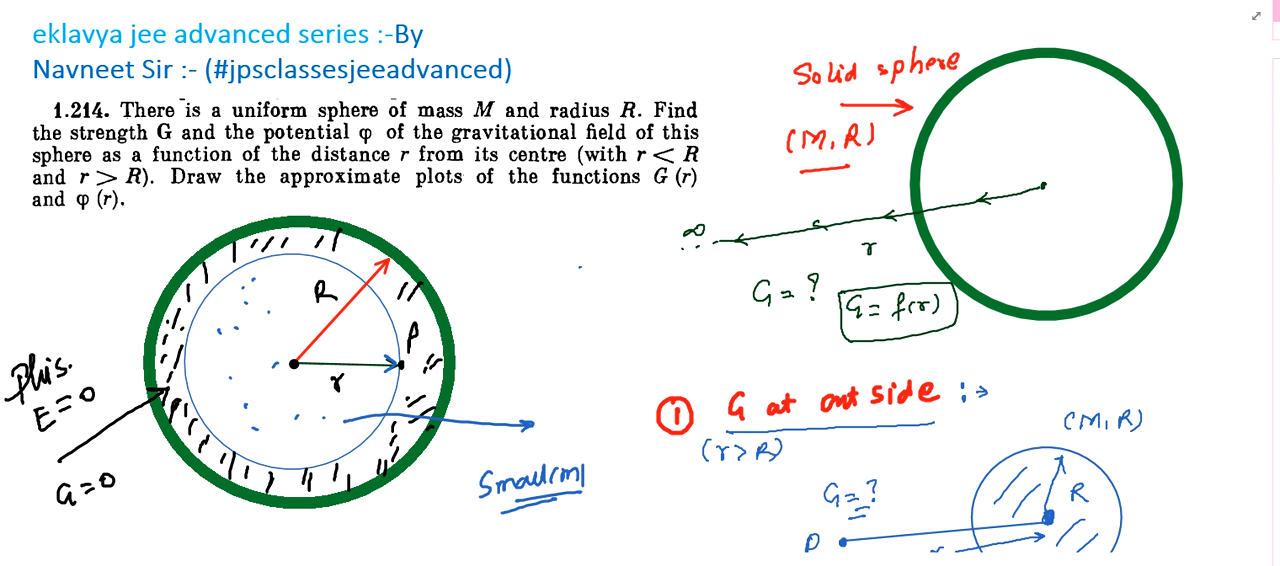 eklavya jee advanced series :-By
Navneet Sir :- (#jpsclassesjeeadvanced)
1.214. There is a uniform sphere of mass M and radius R. Find
the strength G and the potential φ of the gravitational field of this
sphere as a function of the distance r from its centre (with r < R
and r > R). Draw the approximate plots of the functions G (r)
and φ (r).
Solid sphere
(M, R)
∞
r
G = ?
G = f(r)
R
P
r
This.
E = 0
G = 0
Small(m)
① G at out side :⇒
(r > R)
(M, R)
G = ?
R
P
r